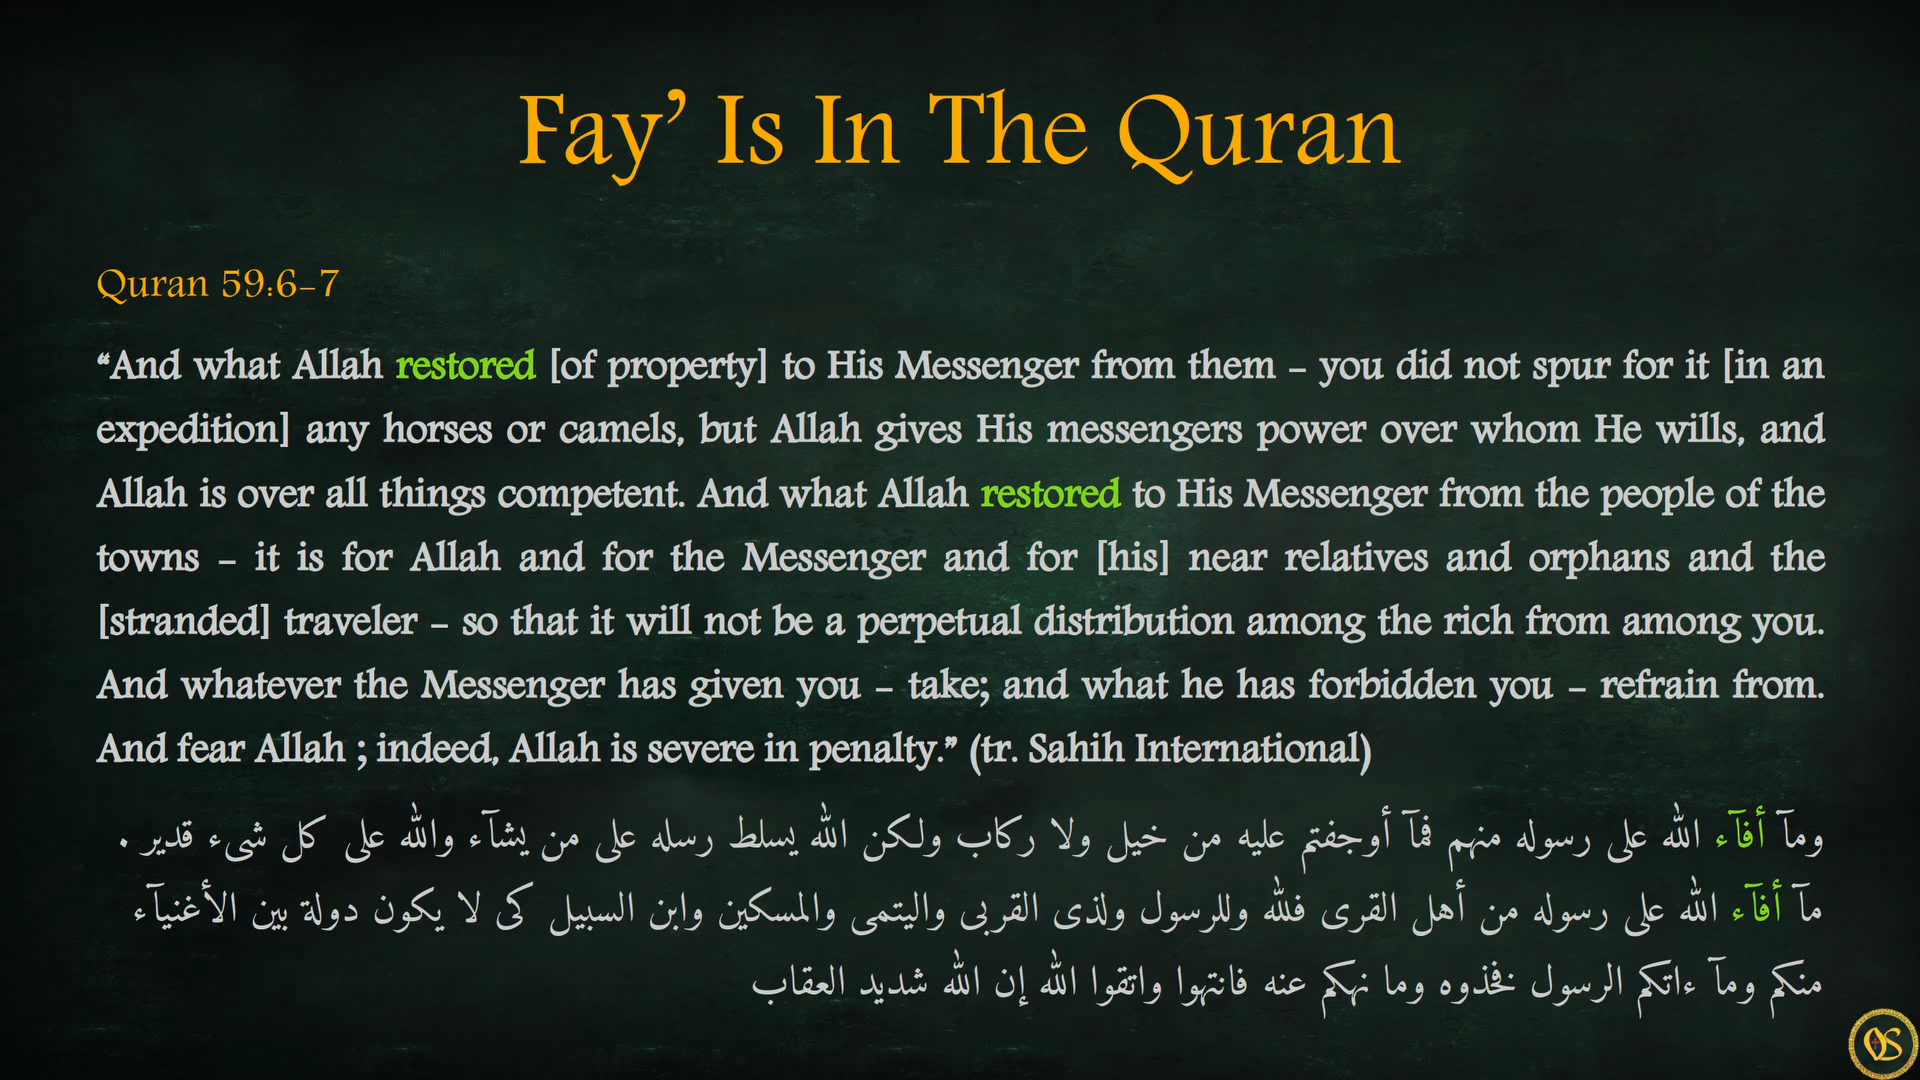 Fay’ Is In The Quran
Quran 59:6-7
“And what Allah restored [of property] to His Messenger from them – you did not spur for it [in an
expedition] any horses or camels, but Allah gives His messengers power over whom He wills, and
Allah is over all things competent. And what Allah restored to His Messenger from the people of the
towns – it is for Allah and for the Messenger and for [his] near relatives and orphans and the
[stranded] traveler – so that it will not be a perpetual distribution among the rich from among you.
And whatever the Messenger has given you – take; and what he has forbidden you – refrain from.
And fear Allah ; indeed, Allah is severe in penalty.” (tr. Sahih International)
ومآ أفآء الله على رسوله منهم فمآ أوجفتم عليه من خيل ولا ركاب ولكن الله يسلط رسله على من يشآء والله على كل شىء قدير ٠
مآ أفآء الله على رسوله من أهل القرى فلله وللرسول ولذى القربى واليتمى والمسكين وابن السبيل كى لا يكون دولة بين الأغنيآء
منكم ومآ ءاتكم الرسول فخذوه وما نهكم عنه فانتهوا واتقوا الله إن الله شديد العقاب